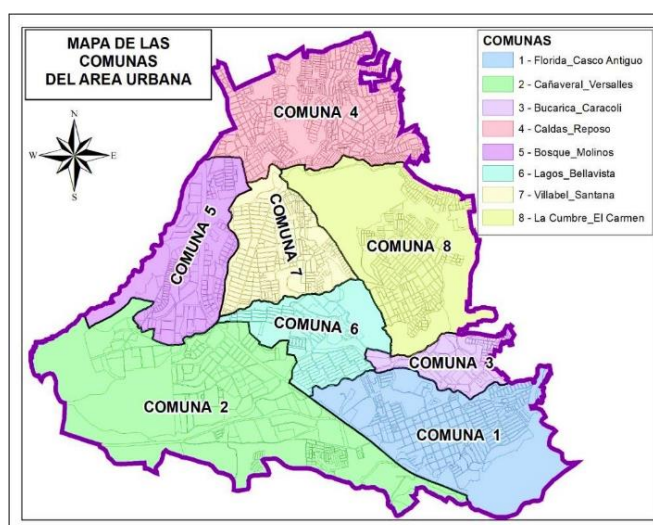 MAPA DE LAS
COMUNAS
DEL AREA URBANA
N
W
E
S
COMUNAS
1 - Florida_Casco Antiguo
2 - Cañaveral_Versalles
3 - Bucarica_Caracoli
4 - Caldas_Reposo
5 - Bosque_Molinos
6 - Lagos_Bellavista
7 - Villabel_Santana
8 - La Cumbre_El Carmen
COMUNA 4
COMUNA 5
COMUNA 7
COMUNA 8
COMUNA 6
COMUNA 3
COMUNA 2
COMUNA 1